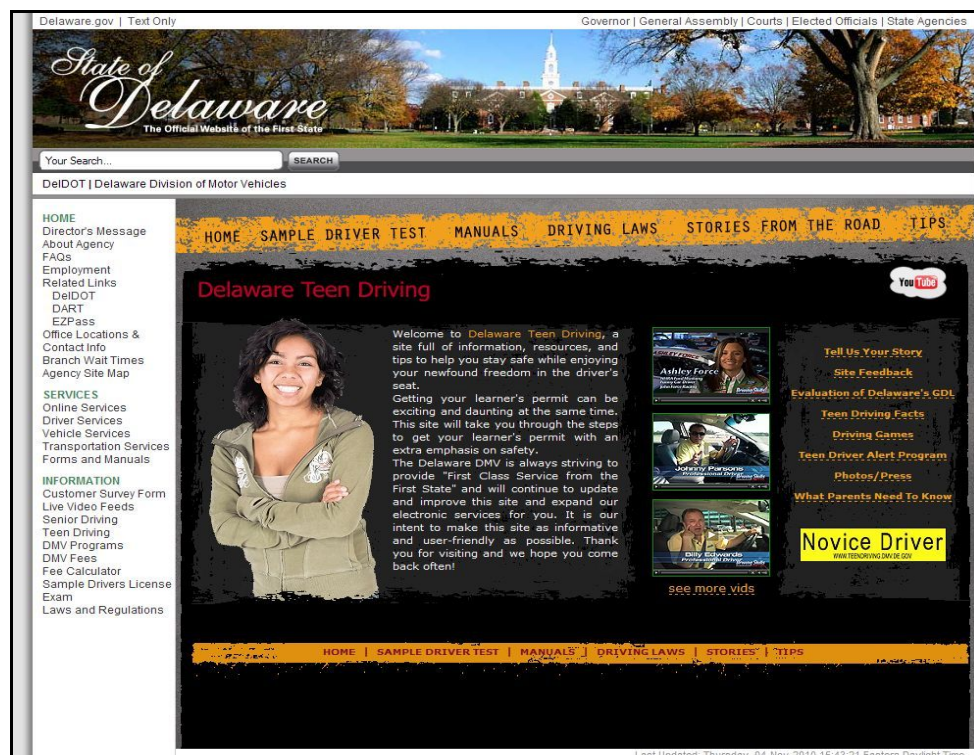 Delaware.gov | Text Only
Governor | General Assembly | Courts | Elected Officials | State Agencies
State of
Delaware
The Official Website of the First State
Your Search...
SEARCH
DelDOT | Delaware Division of Motor Vehicles
HOME
Director's Message
About Agency
FAQs
Employment
Related Links
DelDOT
DART
EZPass
Office Locations &
Contact Info
Branch Wait Times
Agency Site Map
SERVICES
Online Services
Driver Services
Vehicle Services
Transportation Services
Forms and Manuals
INFORMATION
Customer Survey Form
Live Video Feeds
Senior Driving
Teen Driving
DMV Programs
DMV Fees
Fee Calculator
Sample Drivers License
Exam
Laws and Regulations
HOME SAMPLE DRIVER TEST MANUALS DRIVING LAWS STORIES FROM THE ROAD TIPS
Delaware Teen Driving
You Tube
Welcome to Delaware Teen Driving, a
site full of information, resources, and
tips to help you stay safe while enjoying
your newfound freedom in the driver's
seat.
Getting your learner's permit can be
exciting and daunting at the same time.
This site will take you through the steps
to get your learner's permit with an
extra emphasis on safety.
The Delaware DMV is always striving to
provide "First Class Service from the
First State" and will continue to update
and improve this site and expand our
electronic services for you. It is our
intent to make this site as informative
and user-friendly as possible. Thank
you for visiting and we hope you come
back often!
Ashley Force
Johnny Parsons
Professional Driver
Billy Edwards
Professional Driver
see more vids
Tell Us Your Story
Site Feedback
Evaluation of Delaware's GDL
Teen Driving Facts
Driving Games
Teen Driver Alert Program
Photos/Press
What Parents Need To Know
Novice Driver
WWW.TEENDRIVING.DMV.DE.GOV
HOME | SAMPLE DRIVER TEST | MANUALS | DRIVING LAWS | STORIES | TIPS